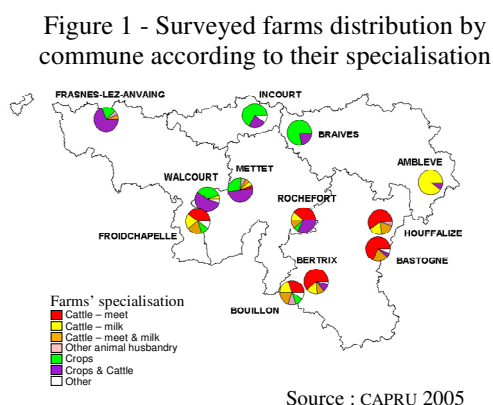 Figure 1 - Surveyed farms distribution by
commune according to their specialisation
FRASNES-LEZ-ANVAING
INCOURT
BRAIVES
AMBLEVE
METTET
WALCOURT
ROCHEFORT
FROIDCHAPELLE
HOUFFALIZE
BERTRIX
BASTOGNE
BOUILLON
Farms' specialisation
Cattle – meet
Cattle – milk
Cattle – meet & milk
Other animal husbandry
Crops
Crops & Cattle
Other
Source : CAPRU 2005